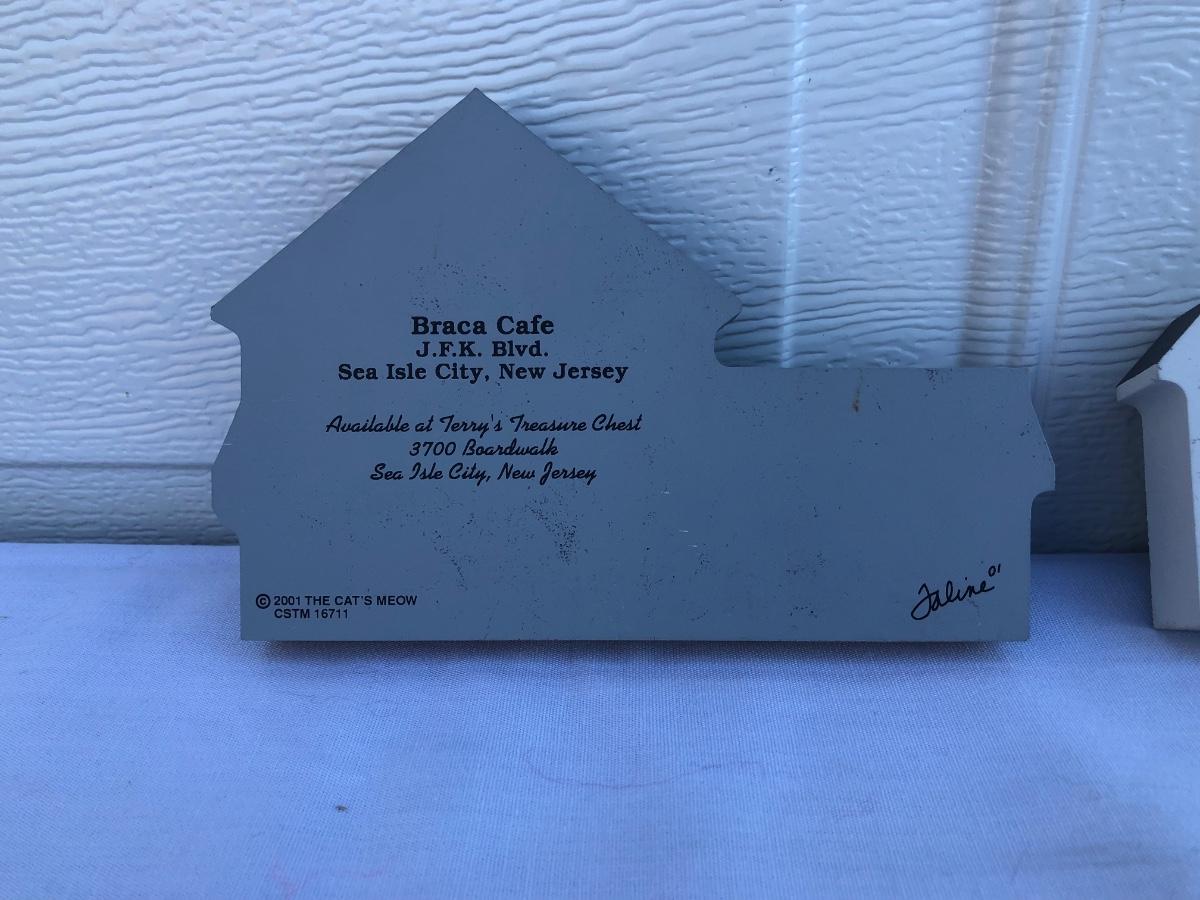 Braca Cafe
J.F.K. Blvd.
Sea Isle City, New Jersey
Available at Terry's Treasure Chest
3700 Boardwalk
Sea Isle City, New Jersey
© 2001 THE CAT'S MEOW
CSTM 16711
Faline 01